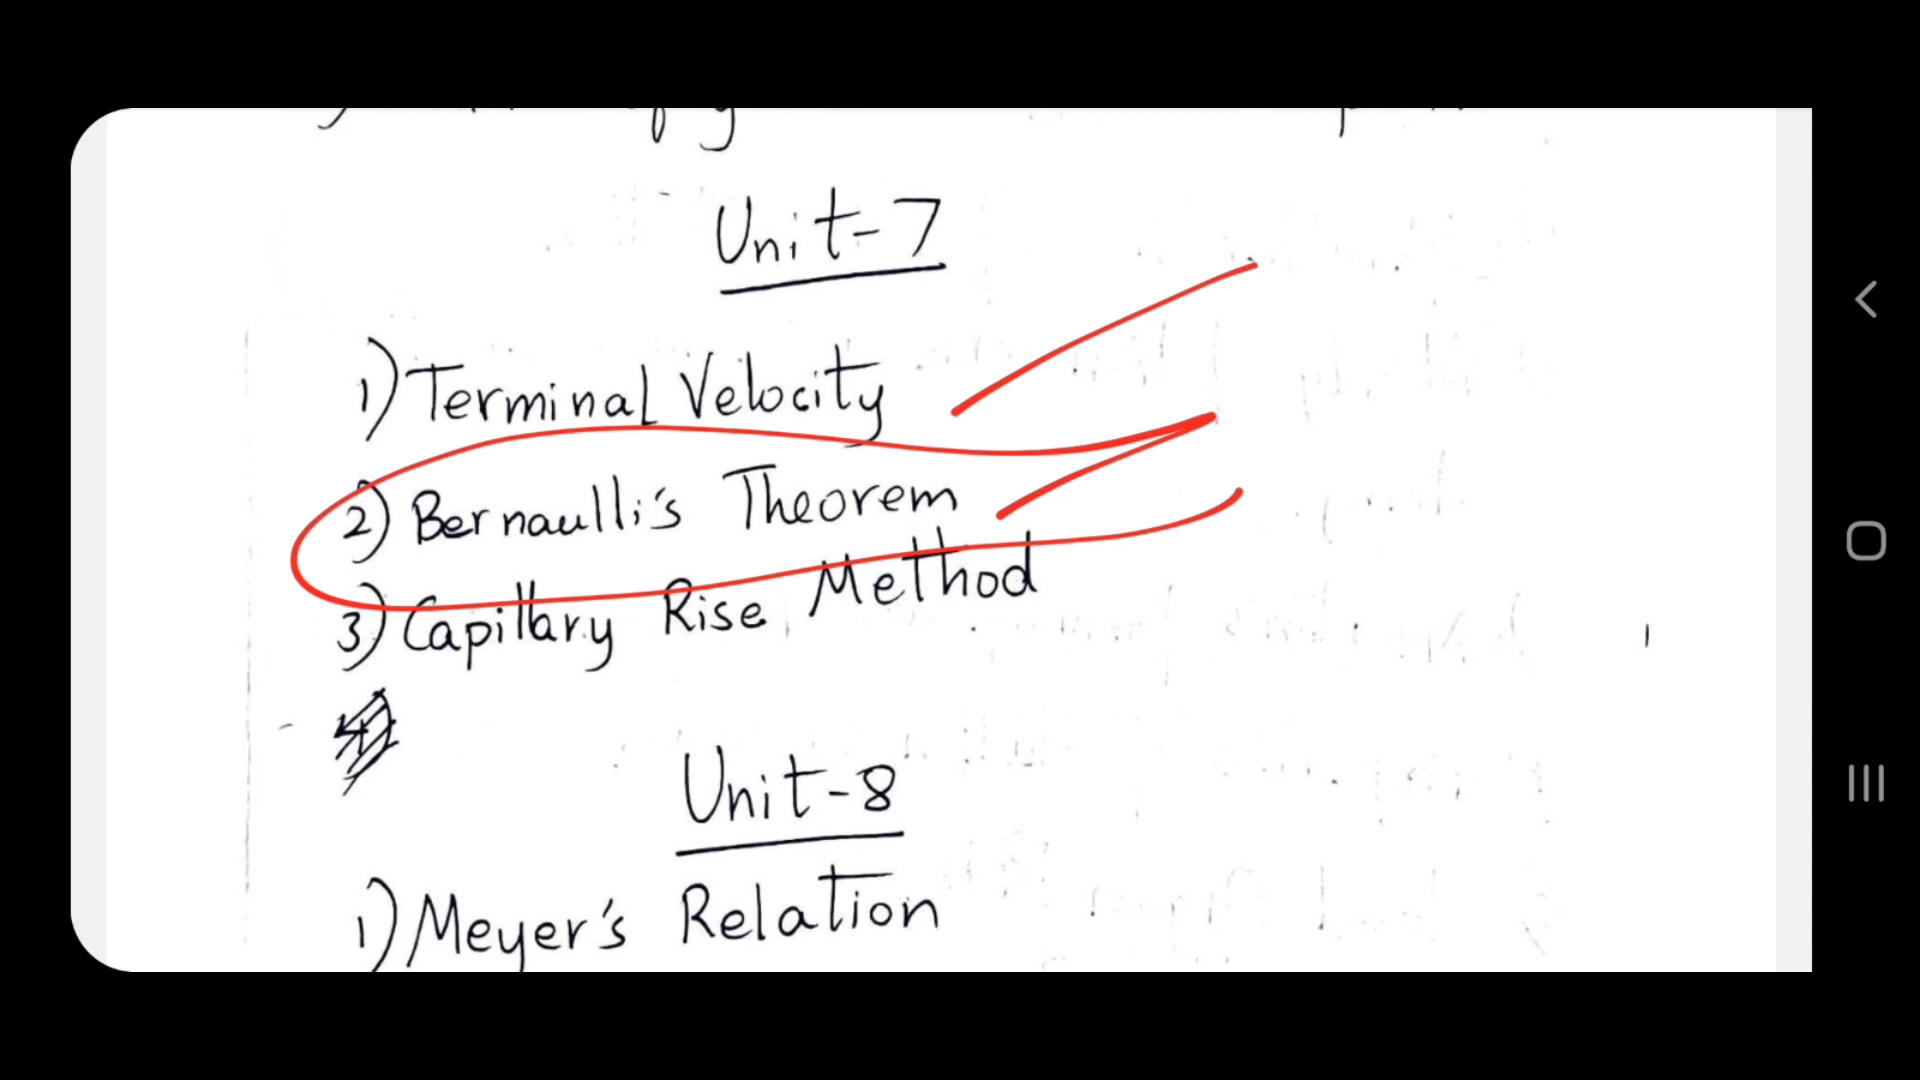 Unit-7
1) Terminal Velocity
2) Bernaulli's Theorem
3) Capillary Rise Method
Unit-8
1) Meyer's Relation